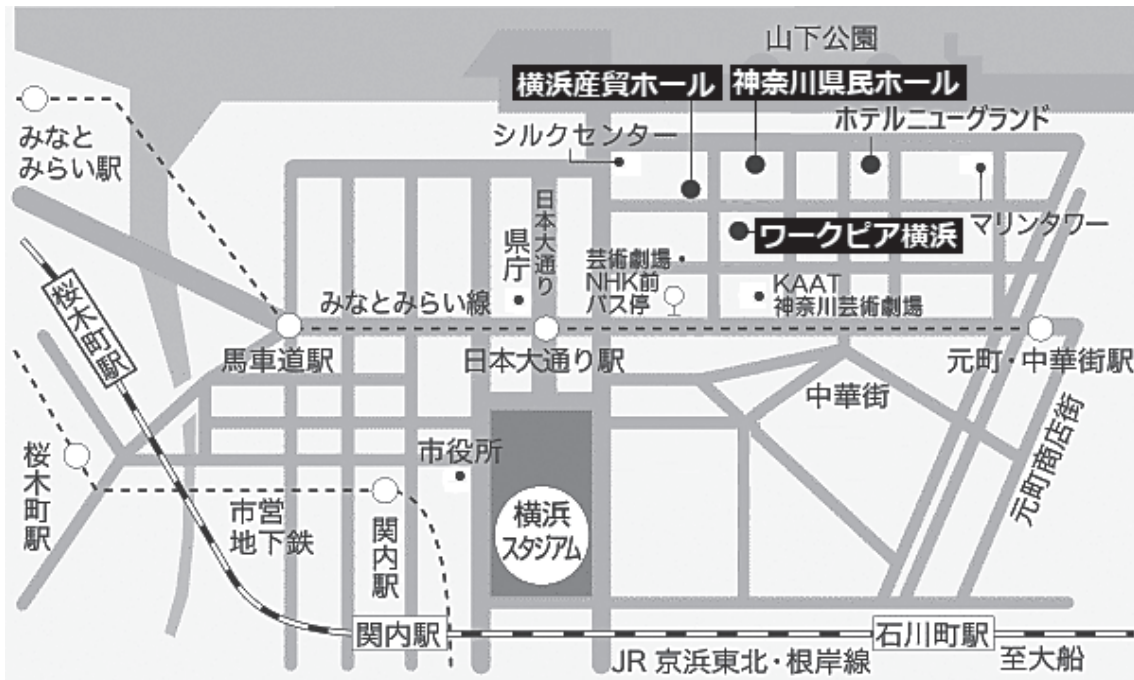 山下公園
横浜産貿ホール
神奈川県民ホール
シルクセンター
ホテルニューグランド
みなと
みらい駅
日本大通り
県庁
マリンタワー
ワークピア横浜
芸術劇場・
NHK前
バス停
KAAT
神奈川芸術劇場
みなとみらい線
桜木町駅
馬車道駅
日本大通り駅
元町・中華街駅
中華街
元町商店街
桜木町駅
市役所
市営
地下鉄
関内駅
横浜
スタジアム
関内駅
石川町駅
JR 京浜東北・根岸線
至大船